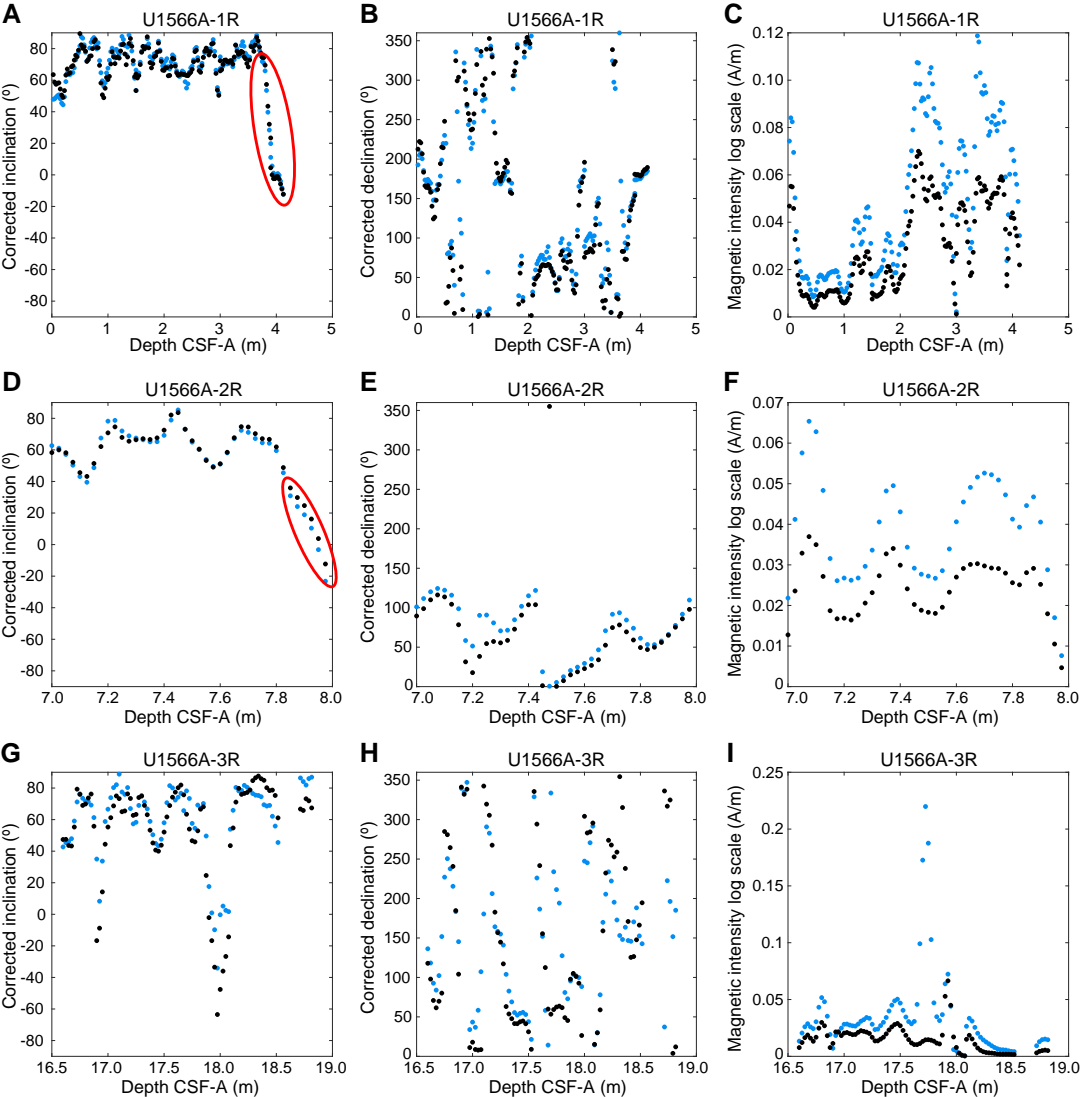 A
U1566A-1R
Corrected inclination (º)
80
60
40
20
0
-20
-40
-60
-80
0 1 2 3 4 5
Depth CSF-A (m)
B
U1566A-1R
Corrected declination (º)
350
300
250
200
150
100
50
0
0 1 2 3 4 5
Depth CSF-A (m)
C
U1566A-1R
Magnetic intensity log scale (A/m)
0.12
0.10
0.08
0.06
0.04
0.02
0
0 1 2 3 4 5
Depth CSF-A (m)
D
U1566A-2R
Corrected inclination (º)
80
60
40
20
0
-20
-40
-60
-80
7.0 7.2 7.4 7.6 7.8 8.0
Depth CSF-A (m)
E
U1566A-2R
Corrected declination (º)
350
300
250
200
150
100
50
0
7.0 7.2 7.4 7.6 7.8 8.0
Depth CSF-A (m)
F
U1566A-2R
Magnetic intensity log scale (A/m)
0.07
0.06
0.05
0.04
0.03
0.02
0.01
0
7.0 7.2 7.4 7.6 7.8 8.0
Depth CSF-A (m)
G
U1566A-3R
Corrected inclination (º)
80
60
40
20
0
-20
-40
-60
-80
16.5 17.0 17.5 18.0 18.5 19.0
Depth CSF-A (m)
H
U1566A-3R
Corrected declination (º)
350
300
250
200
150
100
50
0
16.5 17.0 17.5 18.0 18.5 19.0
Depth CSF-A (m)
I
U1566A-3R
Magnetic intensity log scale (A/m)
0.25
0.2
0.15
0.1
0.05
0
16.5 17.0 17.5 18.0 18.5 19.0
Depth CSF-A (m)